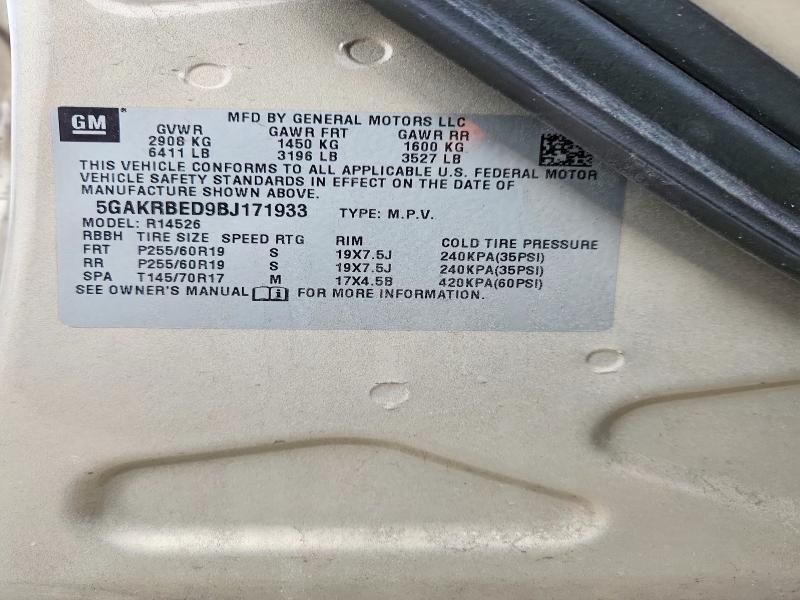 GM
MFD BY GENERAL MOTORS LLC
GVWR GAWR FRT GAWR RR
2908 KG 1450 KG 1600 KG
6411 LB 3196 LB 3527 LB
THIS VEHICLE CONFORMS TO ALL APPLICABLE U.S. FEDERAL MOTOR
VEHICLE SAFETY STANDARDS IN EFFECT ON THE DATE OF
MANUFACTURE SHOWN ABOVE.
5GAKRBED9BJ171933 TYPE: M.P.V.
MODEL: R14526
RBBH TIRE SIZE SPEED RTG RIM COLD TIRE PRESSURE
FRT P255/60R19 S 19X7.5J 240KPA(35PSI)
RR P255/60R19 S 19X7.5J 240KPA(35PSI)
SPA T145/70R17 M 17X4.5B 420KPA(60PSI)
SEE OWNER'S MANUAL i FOR MORE INFORMATION.